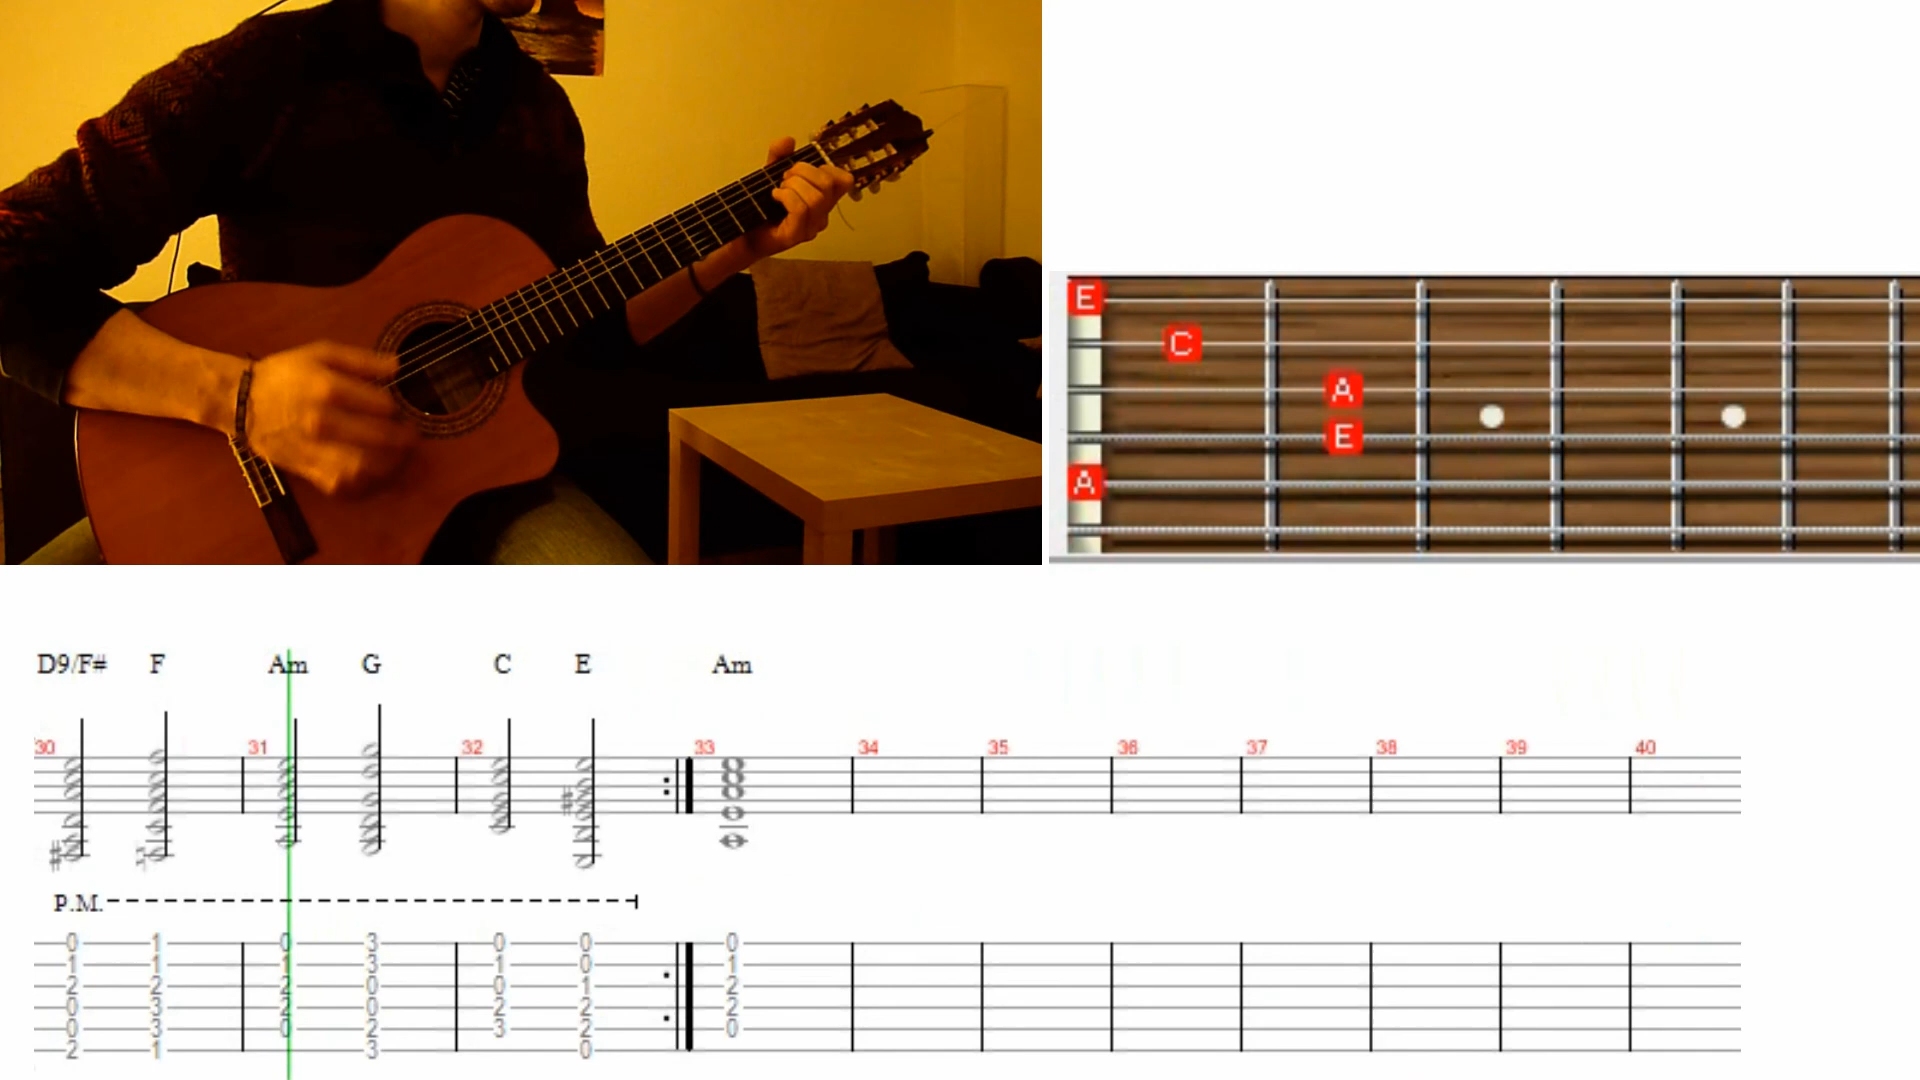 E
C
A
E
A
D9/F# F Am G C E Am
30 31 32 33 34 35 36 37 38 39 40
P.M.
0 1 0 3 0 0 0
1 1 1 3 1 0 1
2 2 2 0 0 1 2
0 3 2 0 2 2 2
0 3 0 2 3 2 0
2 1 3 0